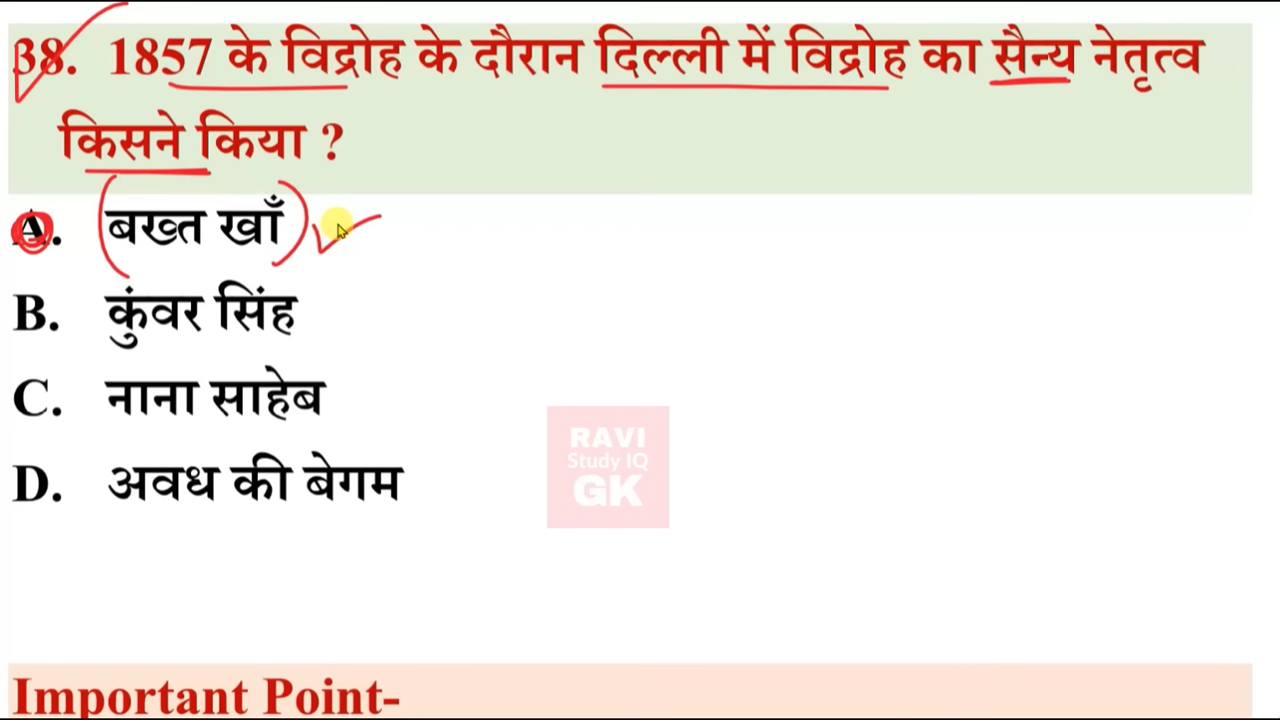 38. 1857 के विद्रोह के दौरान दिल्ली में विद्रोह का सैन्य नेतृत्व
किसने किया ?
A. बख्त खाँ
B. कुंवर सिंह
C. नाना साहेब
D. अवध की बेगम
RAVI
Study IQ
GK
Important Point-